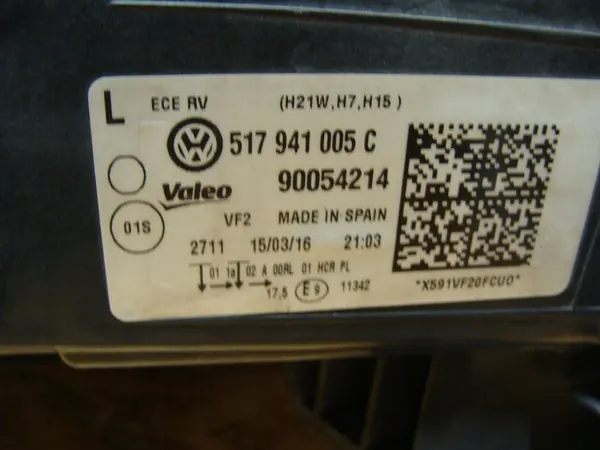 L ECE RV (H21W,H7,H15)
517 941 005 C
Valeo 90054214
01S
VF2 MADE IN SPAIN
2711 15/03/16 21:03
01 1a 02 A 00RL 01 HCR PL
17,5 E9 11342
"X591VF20FCU0"